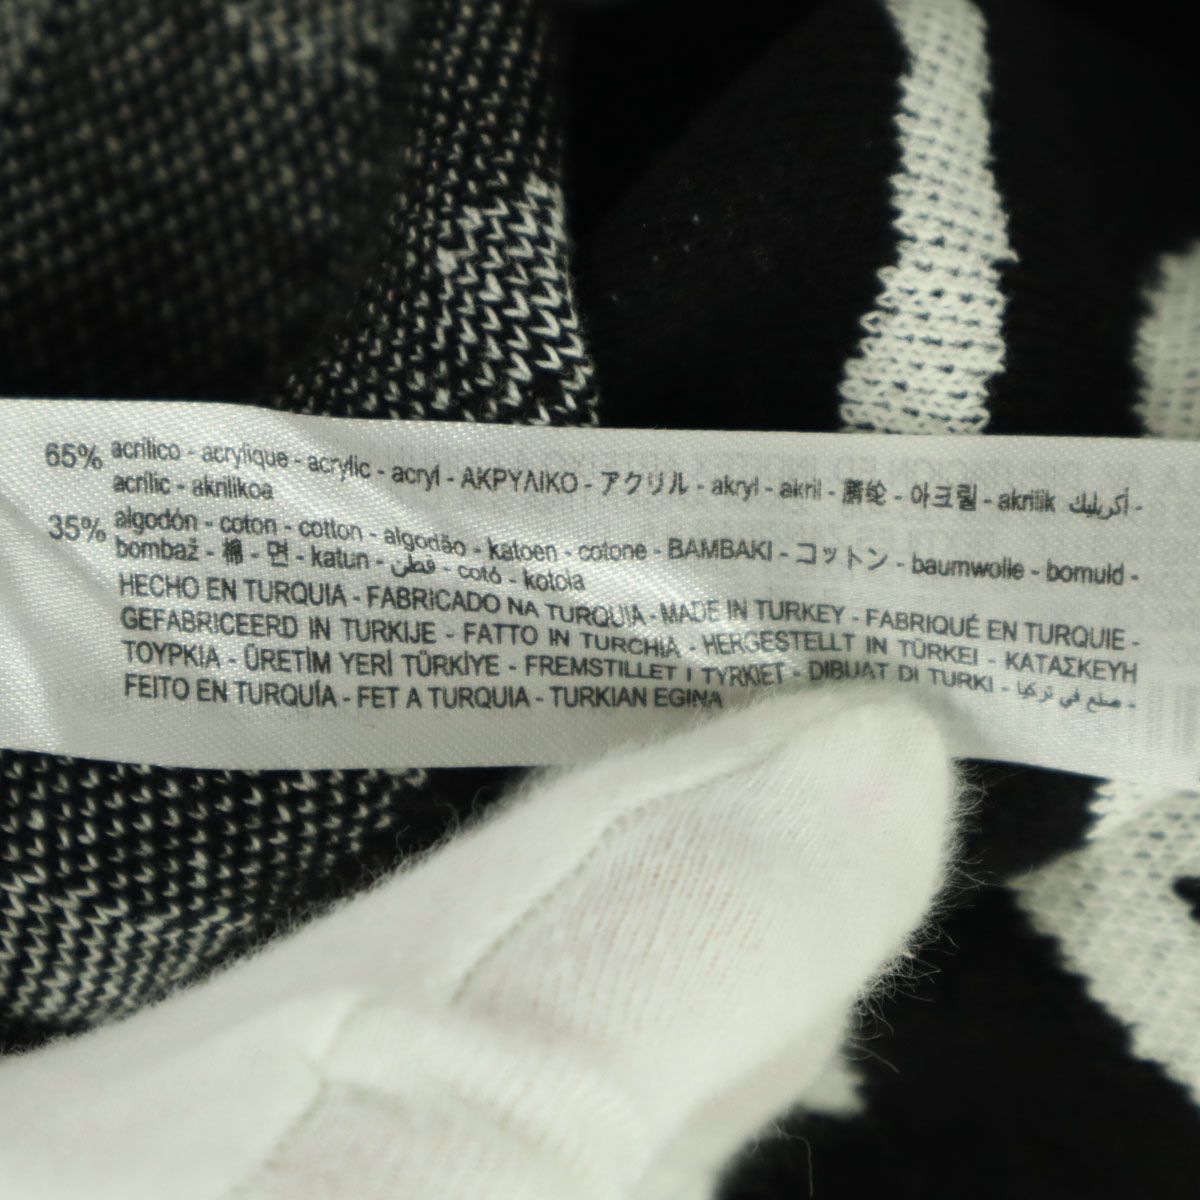 65% acrílico - acrylique - acrylic - acryl - ΑΚΡΥΛΙΚΟ - アクリル - akryl - akril - 腈纶 - 아크릴 - akrilik أكريليك -
acrílic - akrilikoa
35% algodón - coton - cotton - algodão - katoen - cotone - BAMBAKI - コットン - baumwolle - bomuld -
bombaž - 棉 - 면 - katun - قطن - cotó - kotoia
HECHO EN TURQUIA - FABRICADO NA TURQUIA - MADE IN TURKEY - FABRIQUÉ EN TURQUIE -
GEFABRICEERD IN TURKIJE - FATTO IN TURCHIA - HERGESTELLT IN TÜRKEI - ΚΑΤΑΣΚΕΥΗ
ΤΟΥΡΚΙΑ - ÜRETİM YERİ TÜRKİYE - FREMSTILLET I TYRKIET - DIBUAT DI TURKI - صنع في تركيا -
FEITO EN TURQUÍA - FET A TURQUIA - TURKIAN EGINA